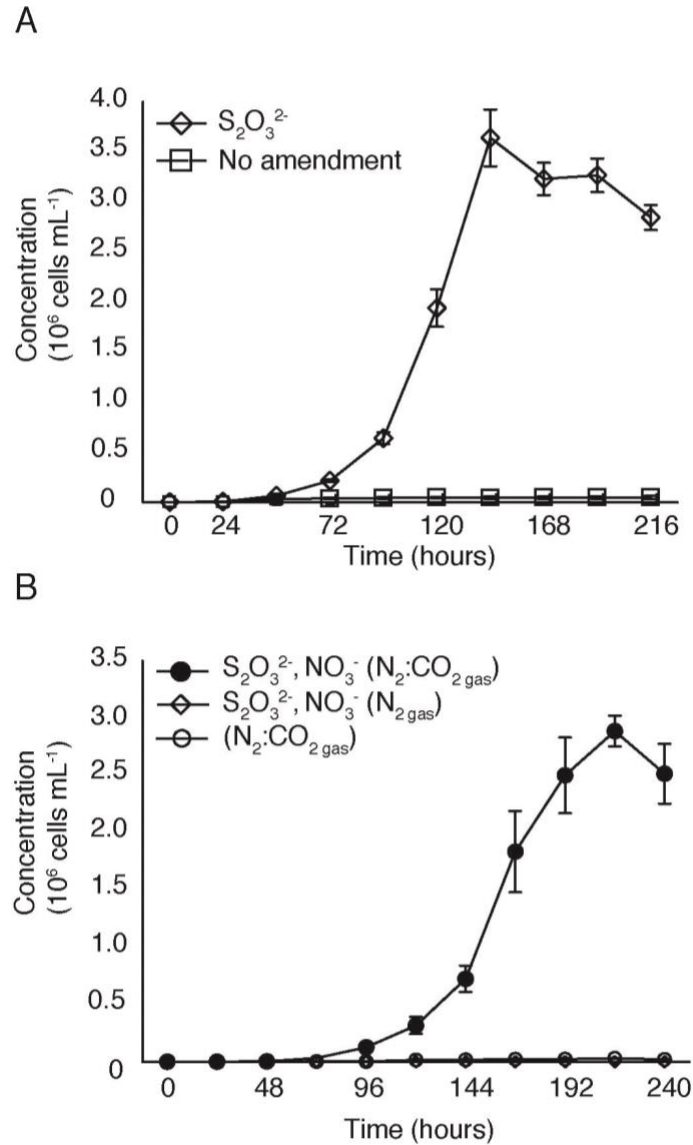 A
4.0
3.5
3.0
2.5
2.0
1.5
1.0
0.5
0
Concentration
(10⁶ cells mL⁻¹)
S₂O₃²⁻
No amendment
0 24 72 120 168 216
Time (hours)
B
3.5
3.0
2.5
2.0
1.5
1.0
0.5
0
Concentration
(10⁶ cells mL⁻¹)
S₂O₃²⁻, NO₃⁻ (N₂:CO₂ gas)
S₂O₃²⁻, NO₃⁻ (N₂ gas)
(N₂:CO₂ gas)
0 48 96 144 192 240
Time (hours)